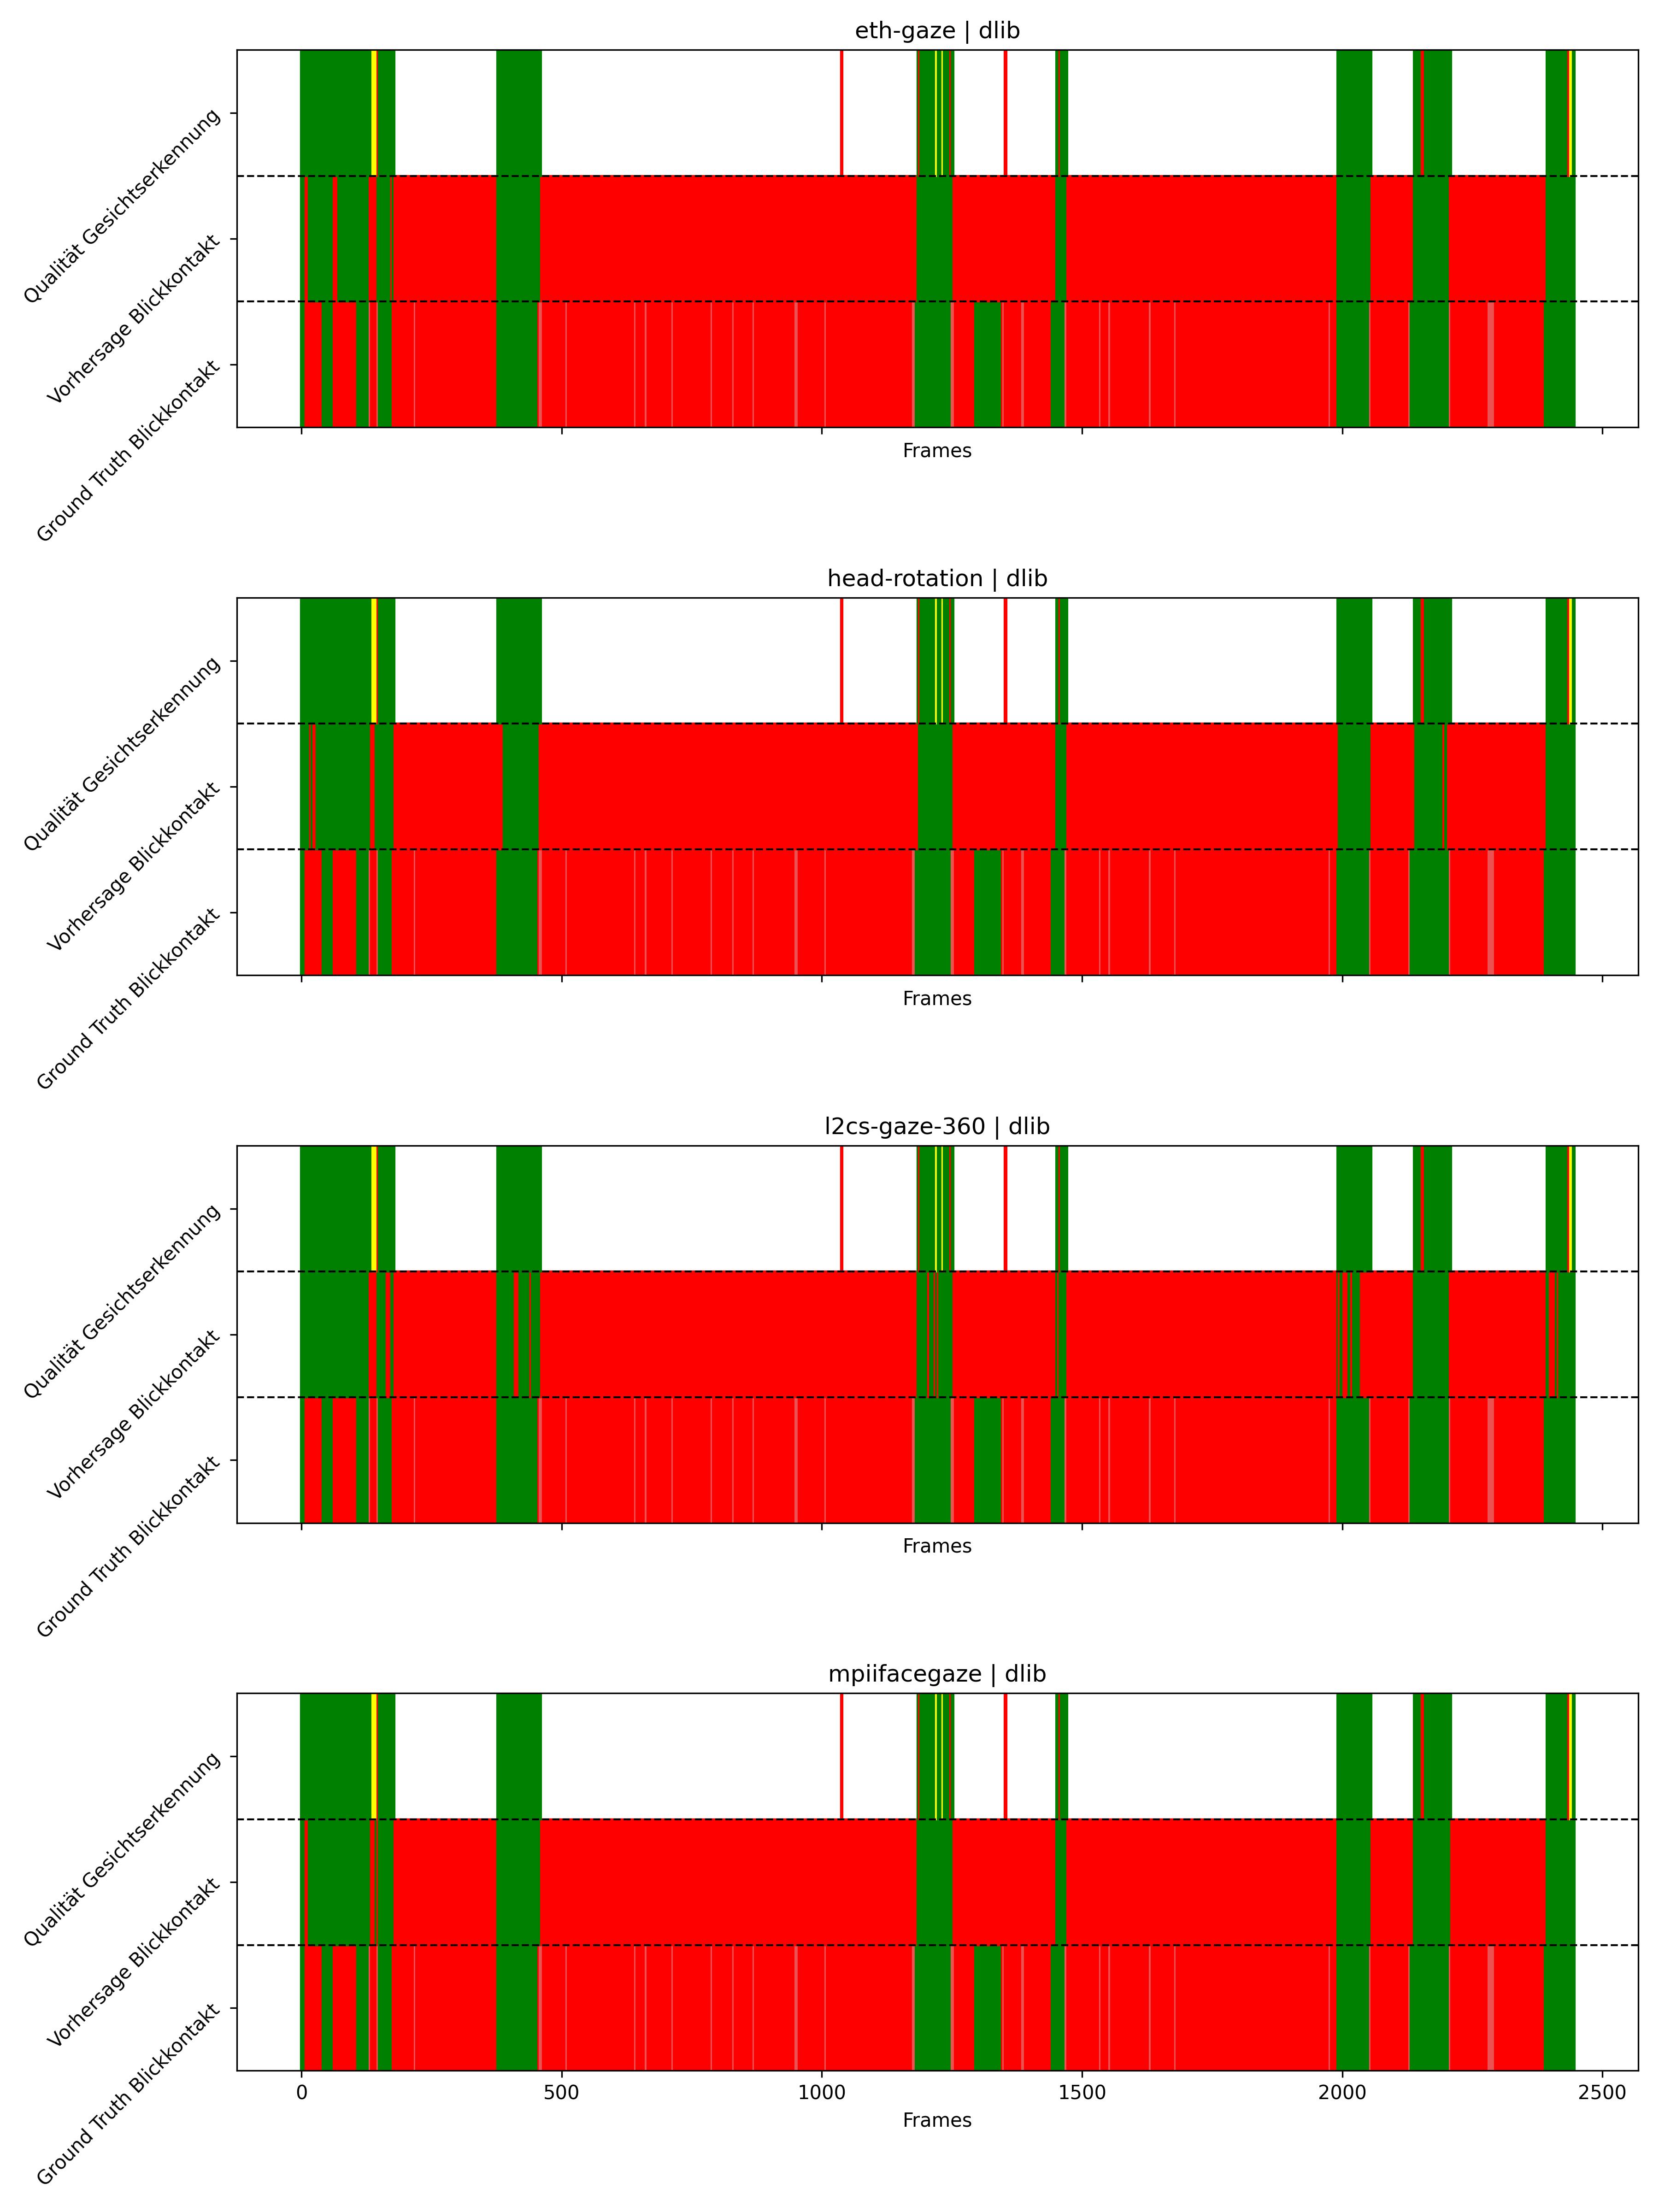 eth-gaze | dlib
Qualität Gesichtserkennung
Vorhersage Blickkontakt
Ground Truth Blickkontakt
Frames
head-rotation | dlib
Qualität Gesichtserkennung
Vorhersage Blickkontakt
Ground Truth Blickkontakt
Frames
l2cs-gaze-360 | dlib
Qualität Gesichtserkennung
Vorhersage Blickkontakt
Ground Truth Blickkontakt
Frames
mpiifacegaze | dlib
Qualität Gesichtserkennung
Vorhersage Blickkontakt
Ground Truth Blickkontakt
0 500 1000 1500 2000 2500
Frames